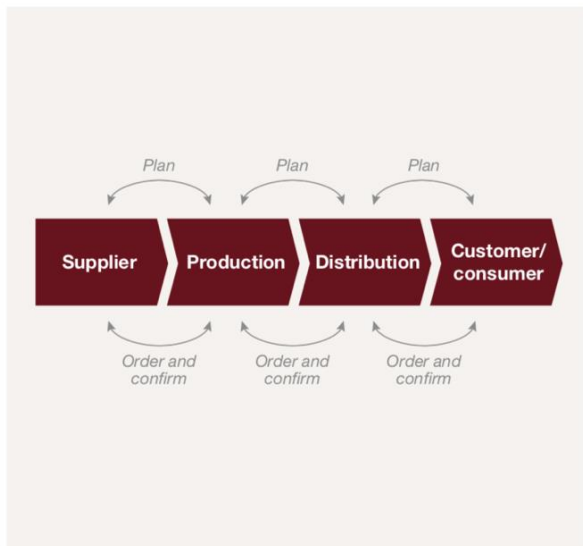 Plan
Plan
Plan
Supplier
Production
Distribution
Customer/
consumer
Order and
confirm
Order and
confirm
Order and
confirm